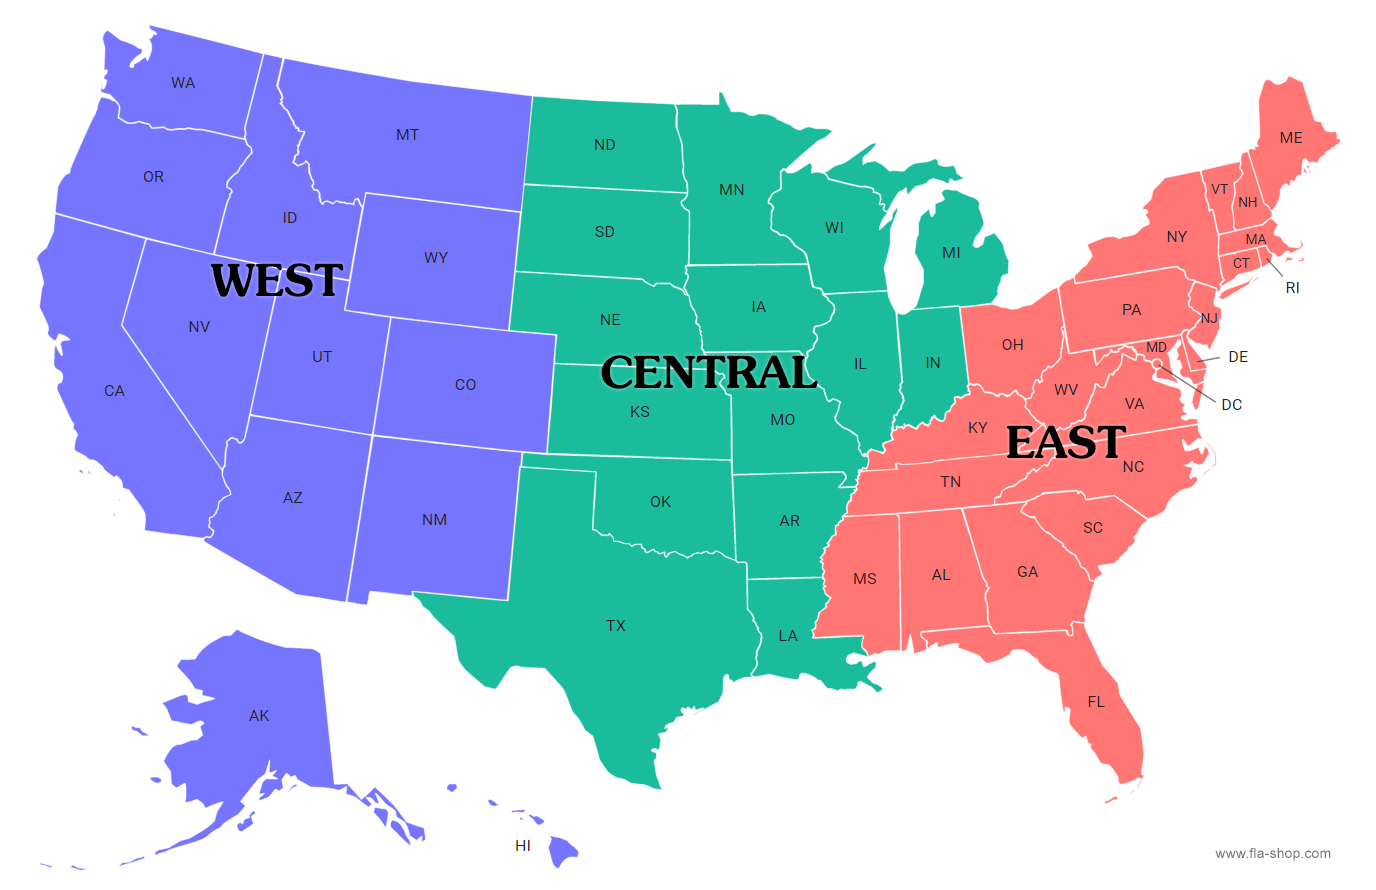 WA
MT
ND
ME
OR
MN
VT
NH
ID
SD
WI
NY
MA
WY
MI
CT
WEST
RI
NV
NE
IA
PA
NJ
UT
OH
MD
DE
CENTRAL
IL
IN
CA
CO
WV
DC
KS
MO
VA
KY
EAST
NC
TN
AZ
OK
NM
AR
SC
MS
AL
GA
TX
LA
AK
FL
HI
www.fla-shop.com